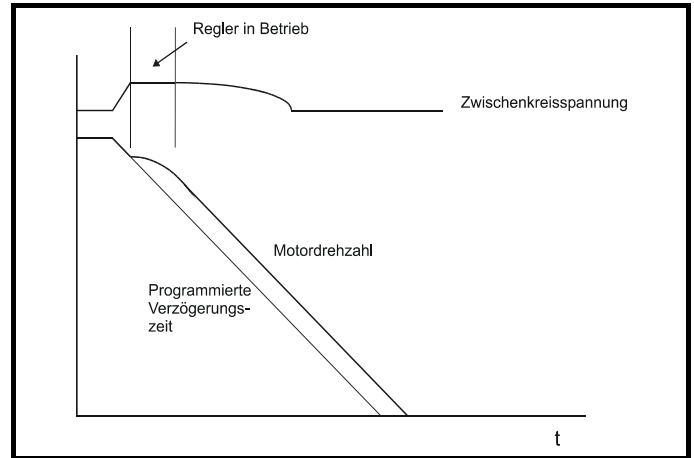 Regler in Betrieb
Zwischenkreisspannung
Motordrehzahl
Programmierte
Verzögerungs-
zeit
t